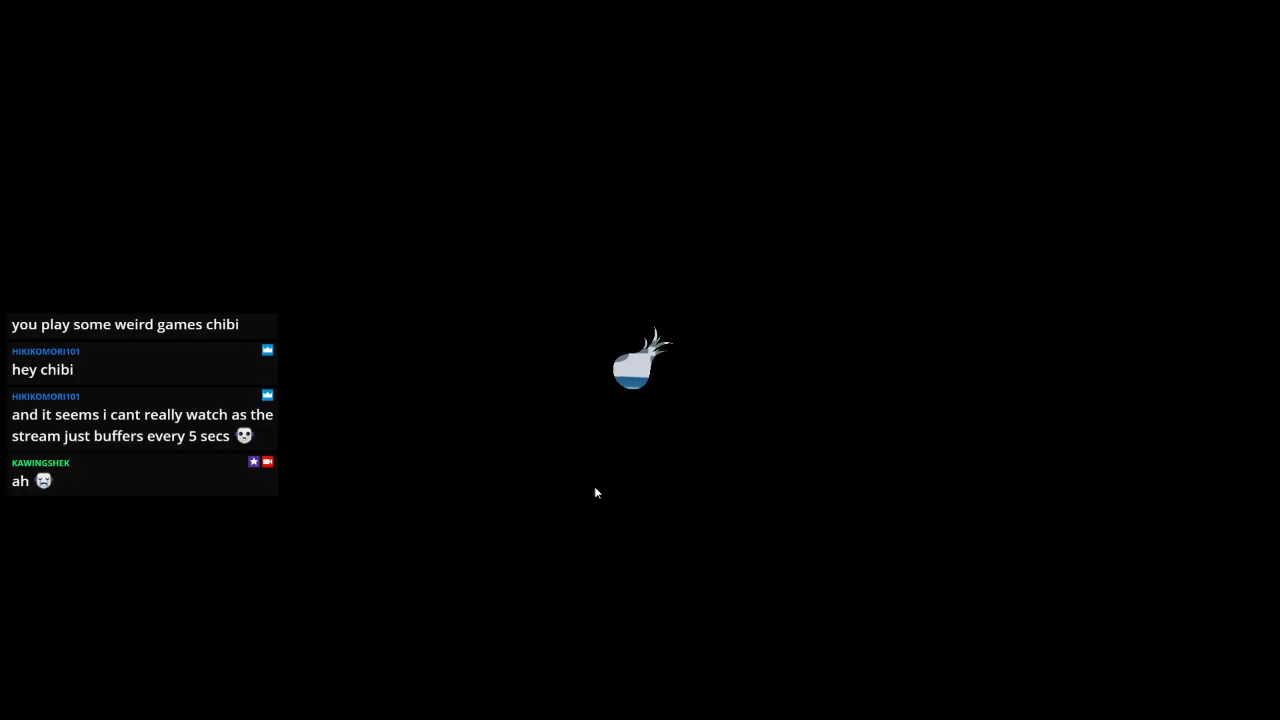 you play some weird games chibi
HIKIKOMORI101
hey chibi
HIKIKOMORI101
and it seems i cant really watch as the
stream just buffers every 5 secs
KAWINGSHEK
ah